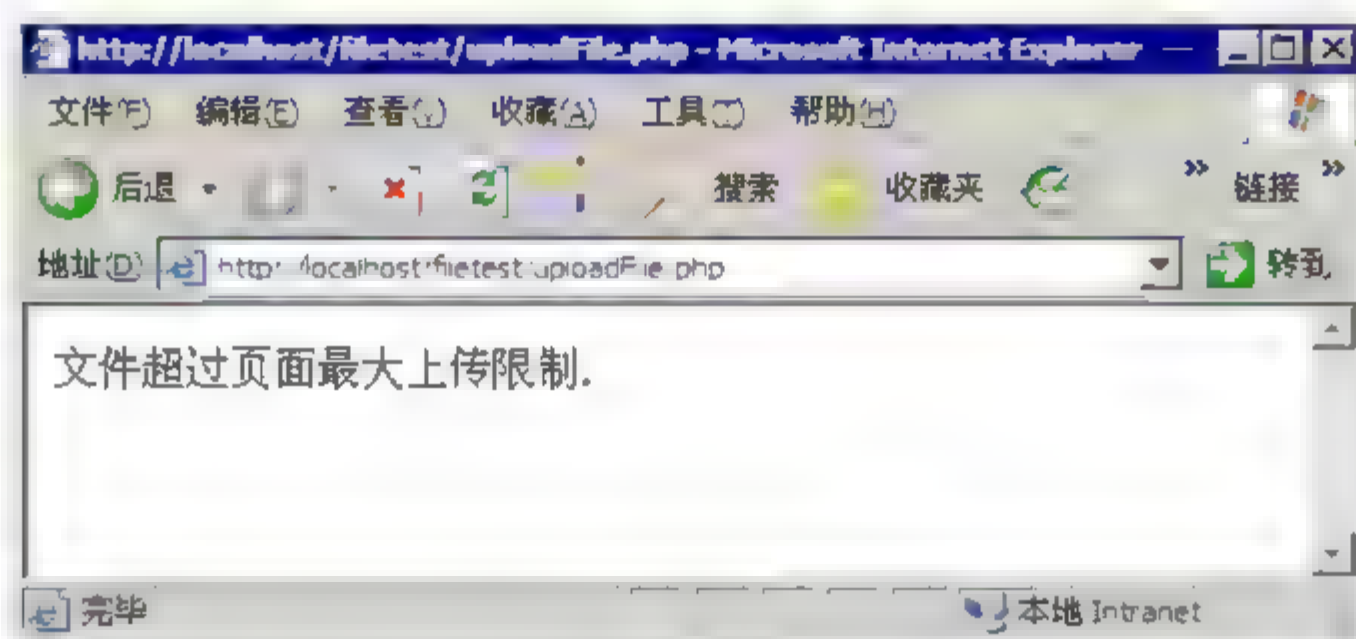 http://localhost/filetest/uploadFile.php - Microsoft Internet Explorer
文件(F) 编辑(E) 查看(V) 收藏(A) 工具(T) 帮助(H)
后退 搜索 收藏夹 » 链接 »
地址(D) http://localhost/filetest/uploadFile.php 转到
文件超过页面最大上传限制.
完毕 本地 Intranet